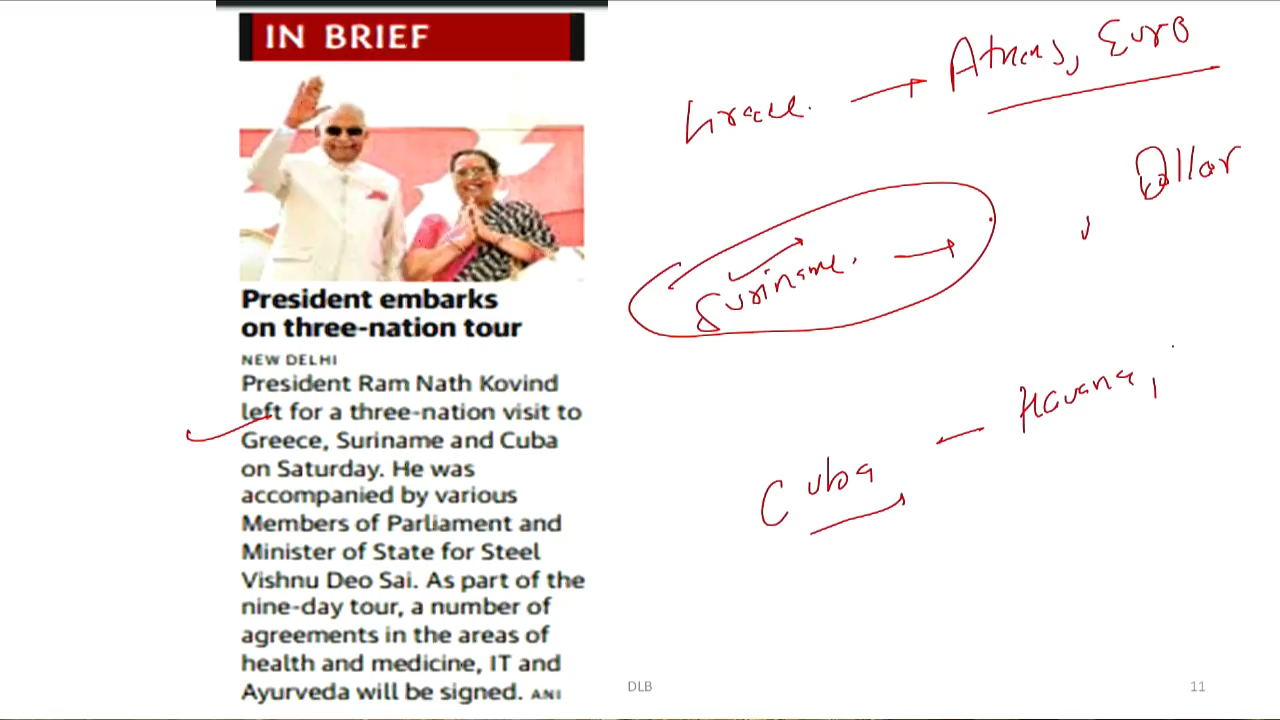 IN BRIEF
President embarks
on three-nation tour
NEW DELHI
President Ram Nath Kovind
left for a three-nation visit to
Greece, Suriname and Cuba
on Saturday. He was
accompanied by various
Members of Parliament and
Minister of State for Steel
Vishnu Deo Sai. As part of the
nine-day tour, a number of
agreements in the areas of
health and medicine, IT and
Ayurveda will be signed. ANI
Greece. → Athens, Euro
Dollar
Suriname. →
Cuba - Havana,
DLB
11